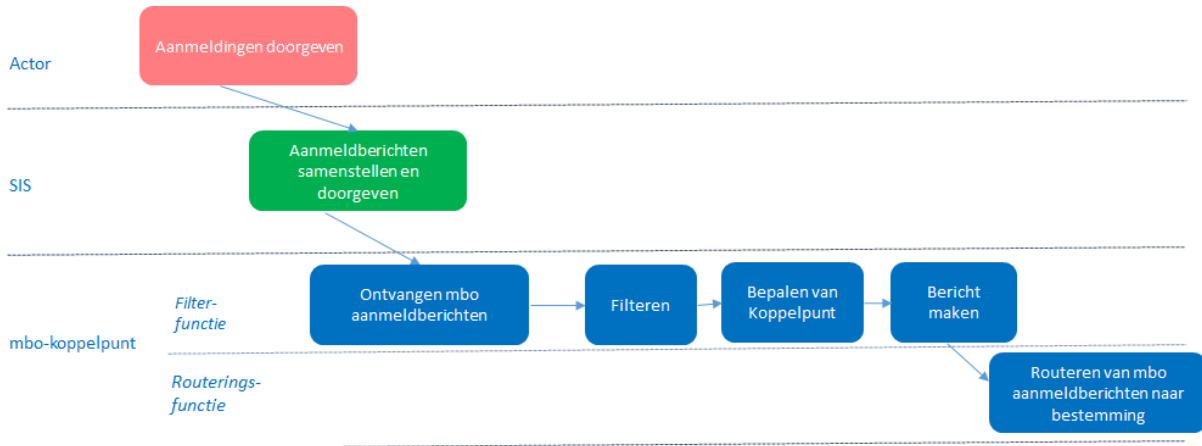 Actor
Aanmeldingen doorgeven
SIS
Aanmeldberichten
samenstellen en
doorgeven
mbo-koppelpunt
Filter-
functie
Ontvangen mbo
aanmeldberichten
Filteren
Bepalen van
Koppelpunt
Bericht
maken
Routerings-
functie
Routeren van mbo
aanmeldberichten naar
bestemming